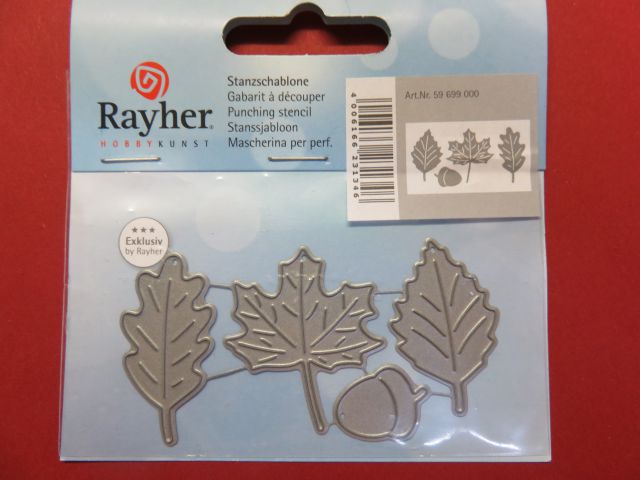 Rayher®
HOBBYKUNST
Stanzschablone
Gabarit à découper
Punching stencil
Stanssjabloon
Mascherina per perf.
Art.Nr. 59 699 000
4 006166 231346
Exklusiv
by Rayher